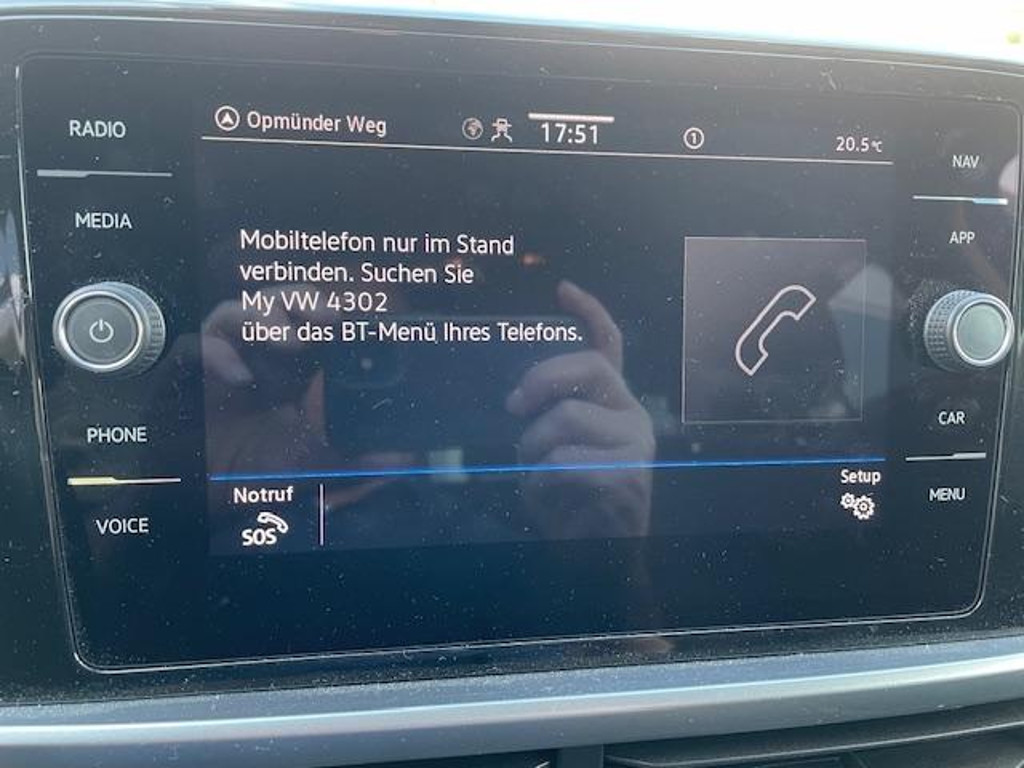 RADIO
MEDIA
PHONE
VOICE
Opmünder Weg
17:51
1
20.5°C
Mobiltelefon nur im Stand
verbinden. Suchen Sie
My VW 4302
über das BT-Menü Ihres Telefons.
Notruf
SOS
Setup
NAV
APP
CAR
MENU